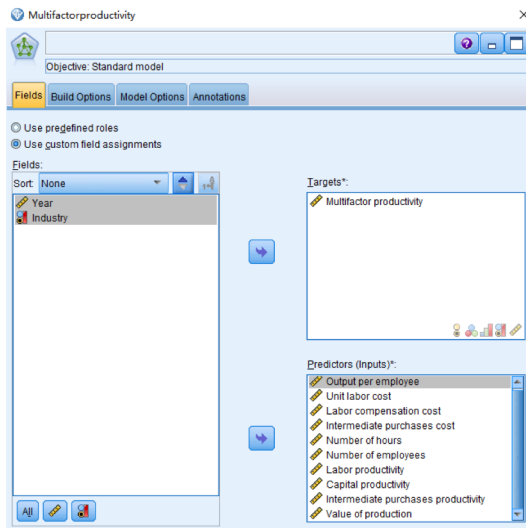 Multifactorproductivity
Objective: Standard model
Fields Build Options Model Options Annotations
Use predefined roles
Use custom field assignments
Fields:
Sort: None
Year
Industry
Targets*:
Multifactor productivity
Predictors (Inputs)*:
Output per employee
Unit labor cost
Labor compensation cost
Intermediate purchases cost
Number of hours
Number of employees
Labor productivity
Capital productivity
Intermediate purchases productivity
Value of production
All